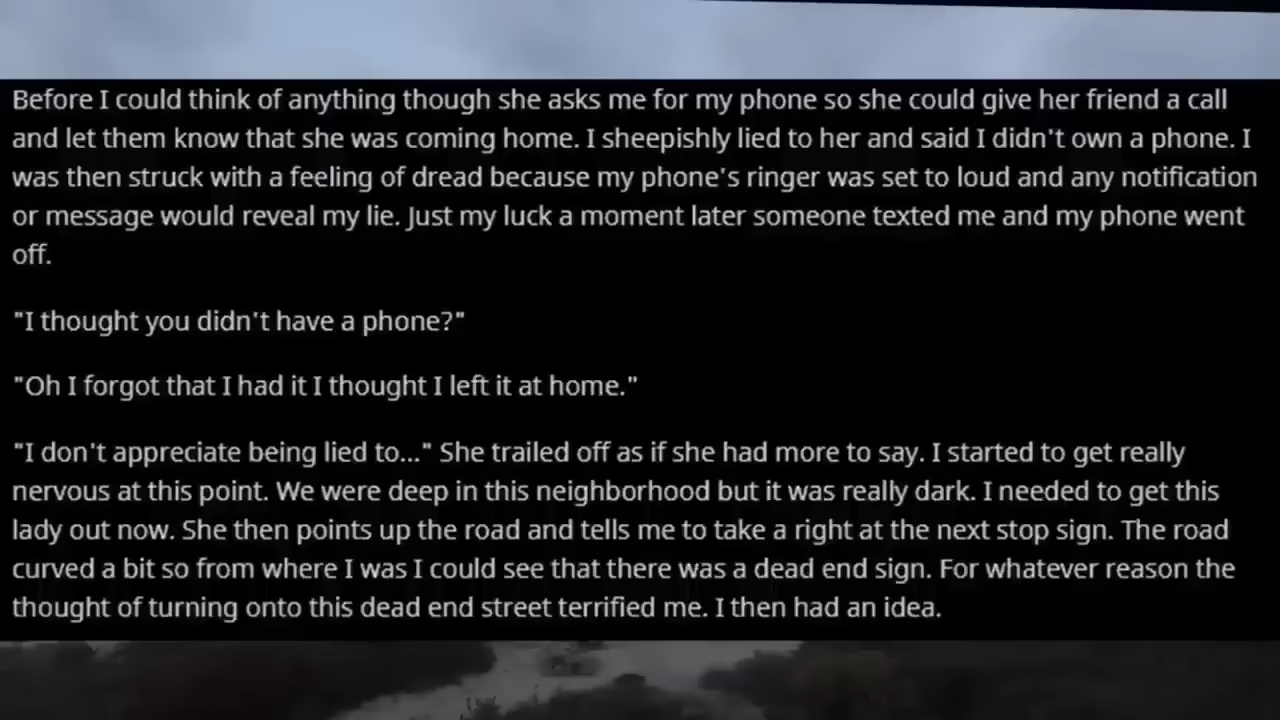 Before I could think of anything though she asks me for my phone so she could give her friend a call
and let them know that she was coming home. I sheepishly lied to her and said I didn't own a phone. I
was then struck with a feeling of dread because my phone's ringer was set to loud and any notification
or message would reveal my lie. Just my luck a moment later someone texted me and my phone went
off.
"I thought you didn't have a phone?"
"Oh I forgot that I had it I thought I left it at home."
"I don't appreciate being lied to..." She trailed off as if she had more to say. I started to get really
nervous at this point. We were deep in this neighborhood but it was really dark. I needed to get this
lady out now. She then points up the road and tells me to take a right at the next stop sign. The road
curved a bit so from where I was I could see that there was a dead end sign. For whatever reason the
thought of turning onto this dead end street terrified me. I then had an idea.